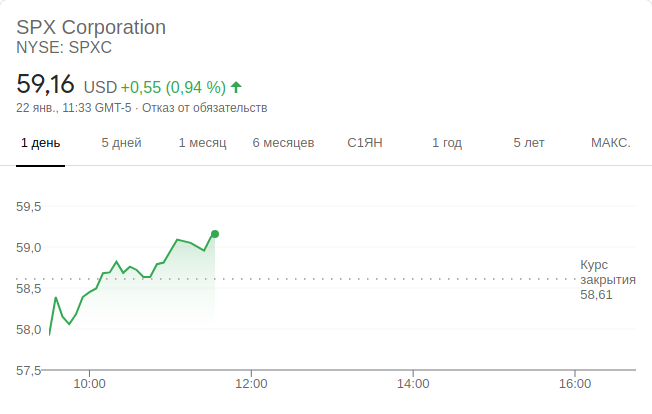 SPX Corporation
NYSE: SPXC
59,16 USD +0,55 (0,94 %)
22 янв., 11:33 GMT-5 · Отказ от обязательств
1 день 5 дней 1 месяц 6 месяцев С1ЯН 1 год 5 лет МАКС.
59,5
59,0
58,5
58,0
57,5
Курс
закрытия
58,61
10:00 12:00 14:00 16:00